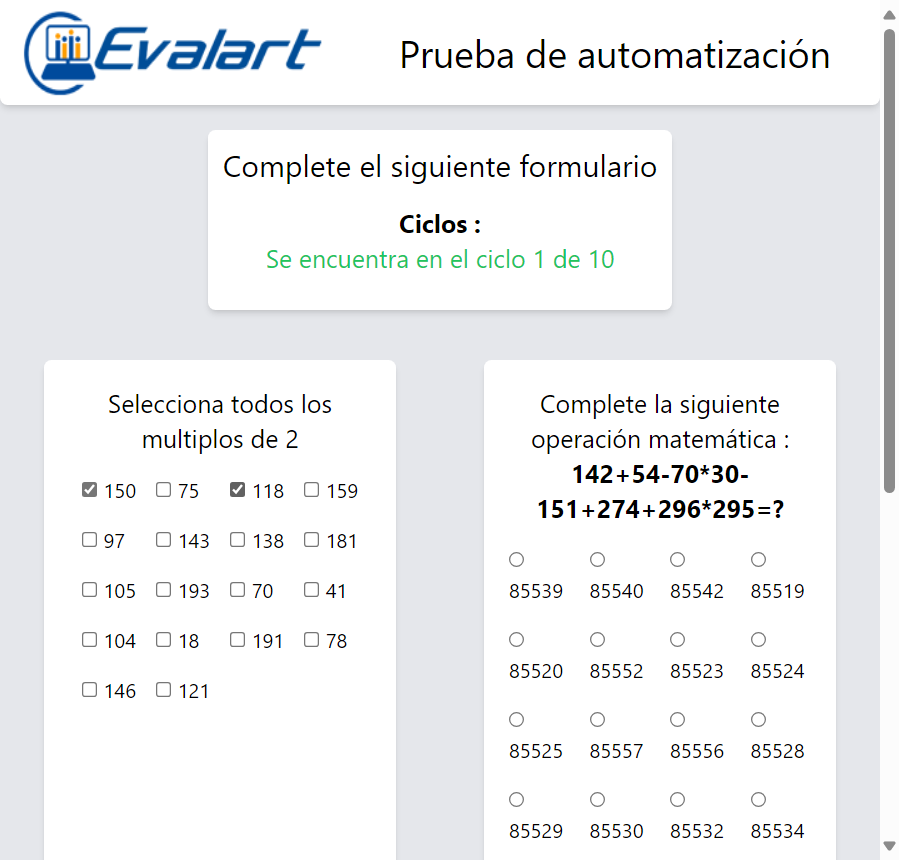 Evalart
Prueba de automatización
Complete el siguiente formulario
Ciclos :
Se encuentra en el ciclo 1 de 10
Selecciona todos los
multiplos de 2
150 75 118 159
97 143 138 181
105 193 70 41
104 18 191 78
146 121
Complete la siguiente
operación matemática :
142+54-70*30-
151+274+296*295=?
85539 85540 85542 85519
85520 85552 85523 85524
85525 85557 85556 85528
85529 85530 85532 85534